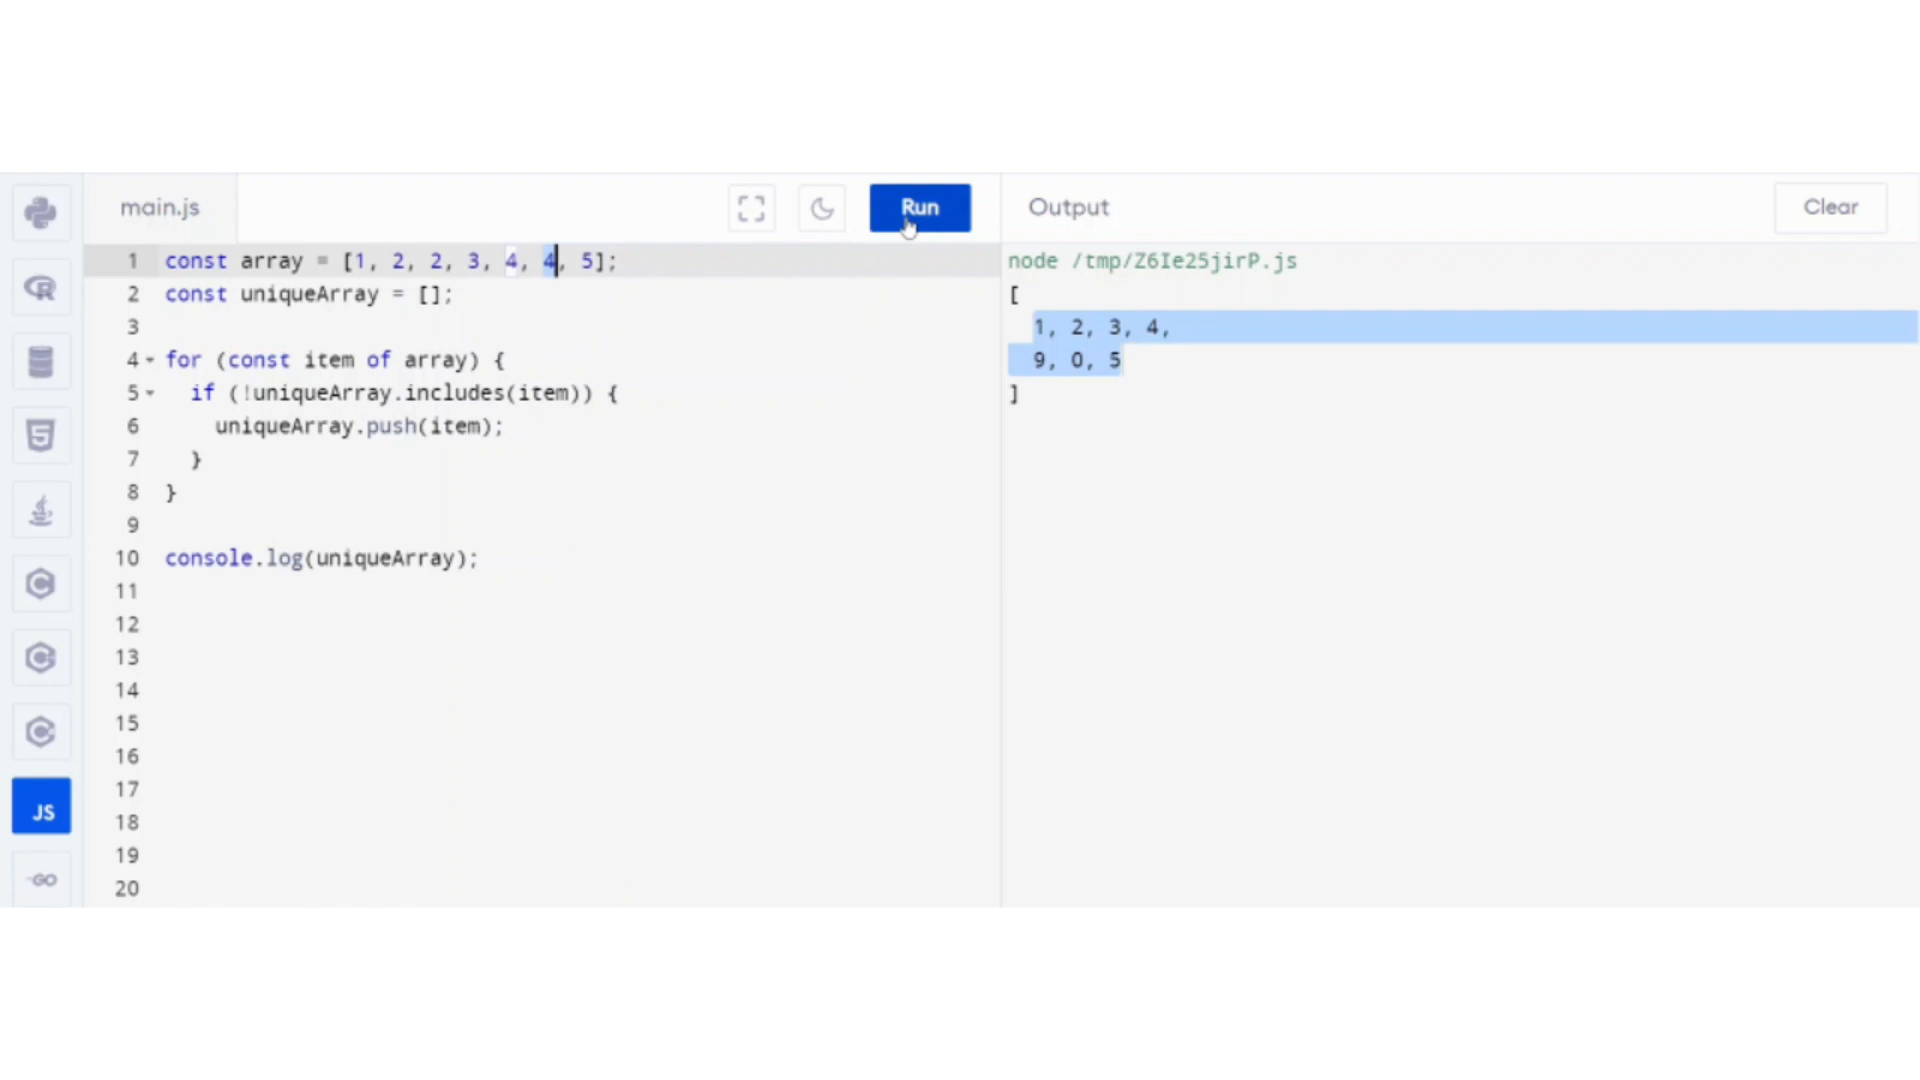 main.js
Run
Output
Clear
1 const array = [1, 2, 2, 3, 4, 4, 5];
2 const uniqueArray = [];
3
4 for (const item of array) {
5 if (!uniqueArray.includes(item)) {
6 uniqueArray.push(item);
7 }
8 }
9
10 console.log(uniqueArray);
11
12
13
14
15
16
17
18
19
20
node /tmp/Z6Ie25jirP.js
[
1, 2, 3, 4,
9, 0, 5
]
R
5
C
C
C
JS
GO